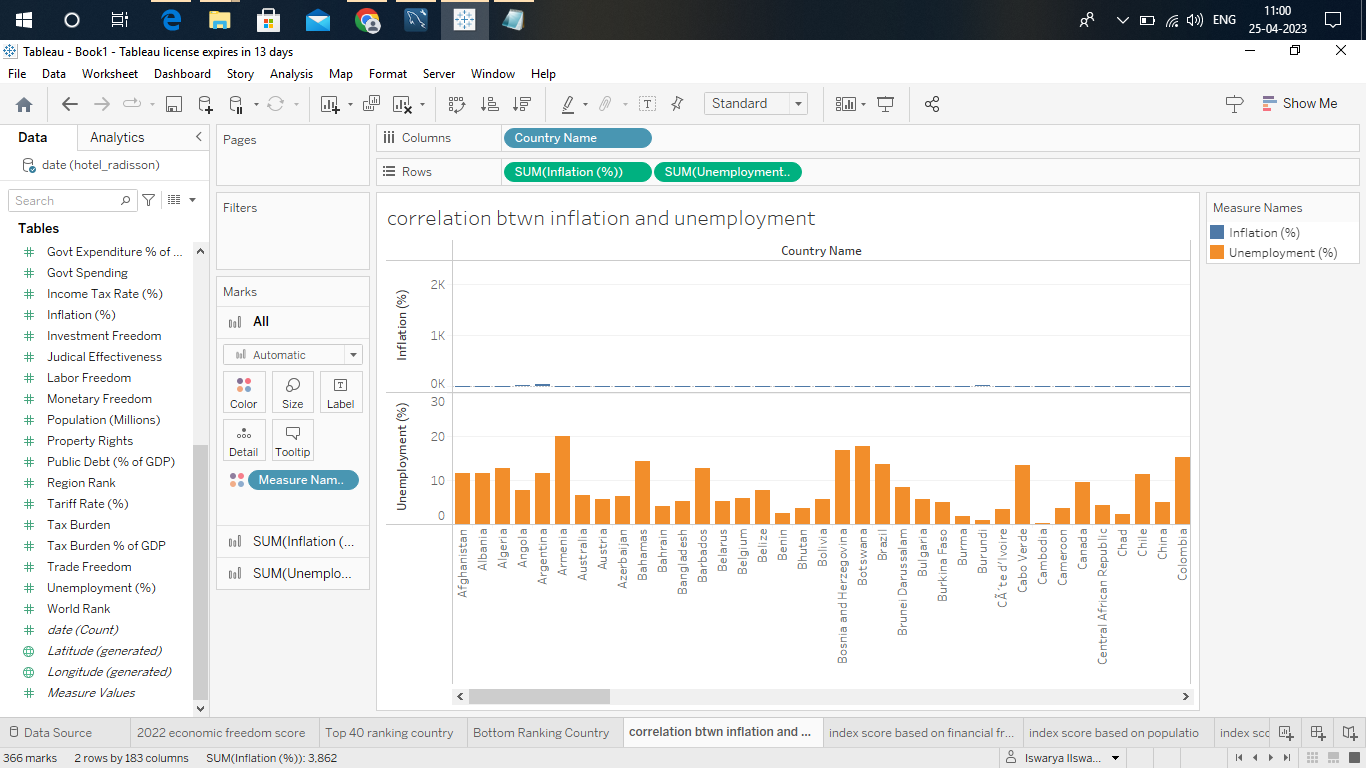 ENG
11:00
25-04-2023
Tableau - Book1 - Tableau license expires in 13 days
File Data Worksheet Dashboard Story Analysis Map Format Server Window Help
Standard
Show Me
Data Analytics
date (hotel_radisson)
Search
Tables
Govt Expenditure % of ...
Govt Spending
Income Tax Rate (%)
Inflation (%)
Investment Freedom
Judical Effectiveness
Labor Freedom
Monetary Freedom
Population (Millions)
Property Rights
Public Debt (% of GDP)
Region Rank
Tariff Rate (%)
Tax Burden
Tax Burden % of GDP
Trade Freedom
Unemployment (%)
World Rank
date (Count)
Latitude (generated)
Longitude (generated)
Measure Values
Pages
Filters
Marks
All
Automatic
Color Size Label
Detail Tooltip
Measure Nam..
SUM(Inflation (...
SUM(Unemplo...
Columns Country Name
Rows SUM(Inflation (%)) SUM(Unemployment..
correlation btwn inflation and unemployment
Country Name
Inflation (%)
2K
1K
0K
Unemployment (%)
30
20
10
0
Afghanistan
Albania
Algeria
Angola
Argentina
Armenia
Australia
Austria
Azerbaijan
Bahamas
Bahrain
Bangladesh
Barbados
Belarus
Belgium
Belize
Benin
Bhutan
Bolivia
Bosnia and Herzegovina
Botswana
Brazil
Brunei Darussalam
Bulgaria
Burkina Faso
Burma
Burundi
CÃ´te d'Ivoire
Cabo Verde
Cambodia
Cameroon
Canada
Central African Republic
Chad
Chile
China
Colombia
Measure Names
Inflation (%)
Unemployment (%)
Data Source 2022 economic freedom score Top 40 ranking country Bottom Ranking Country correlation btwn inflation and ... index score based on financial fr... index score based on populatio index sco
366 marks 2 rows by 183 columns SUM(Inflation (%)): 3,862 Iswarya IIswa...